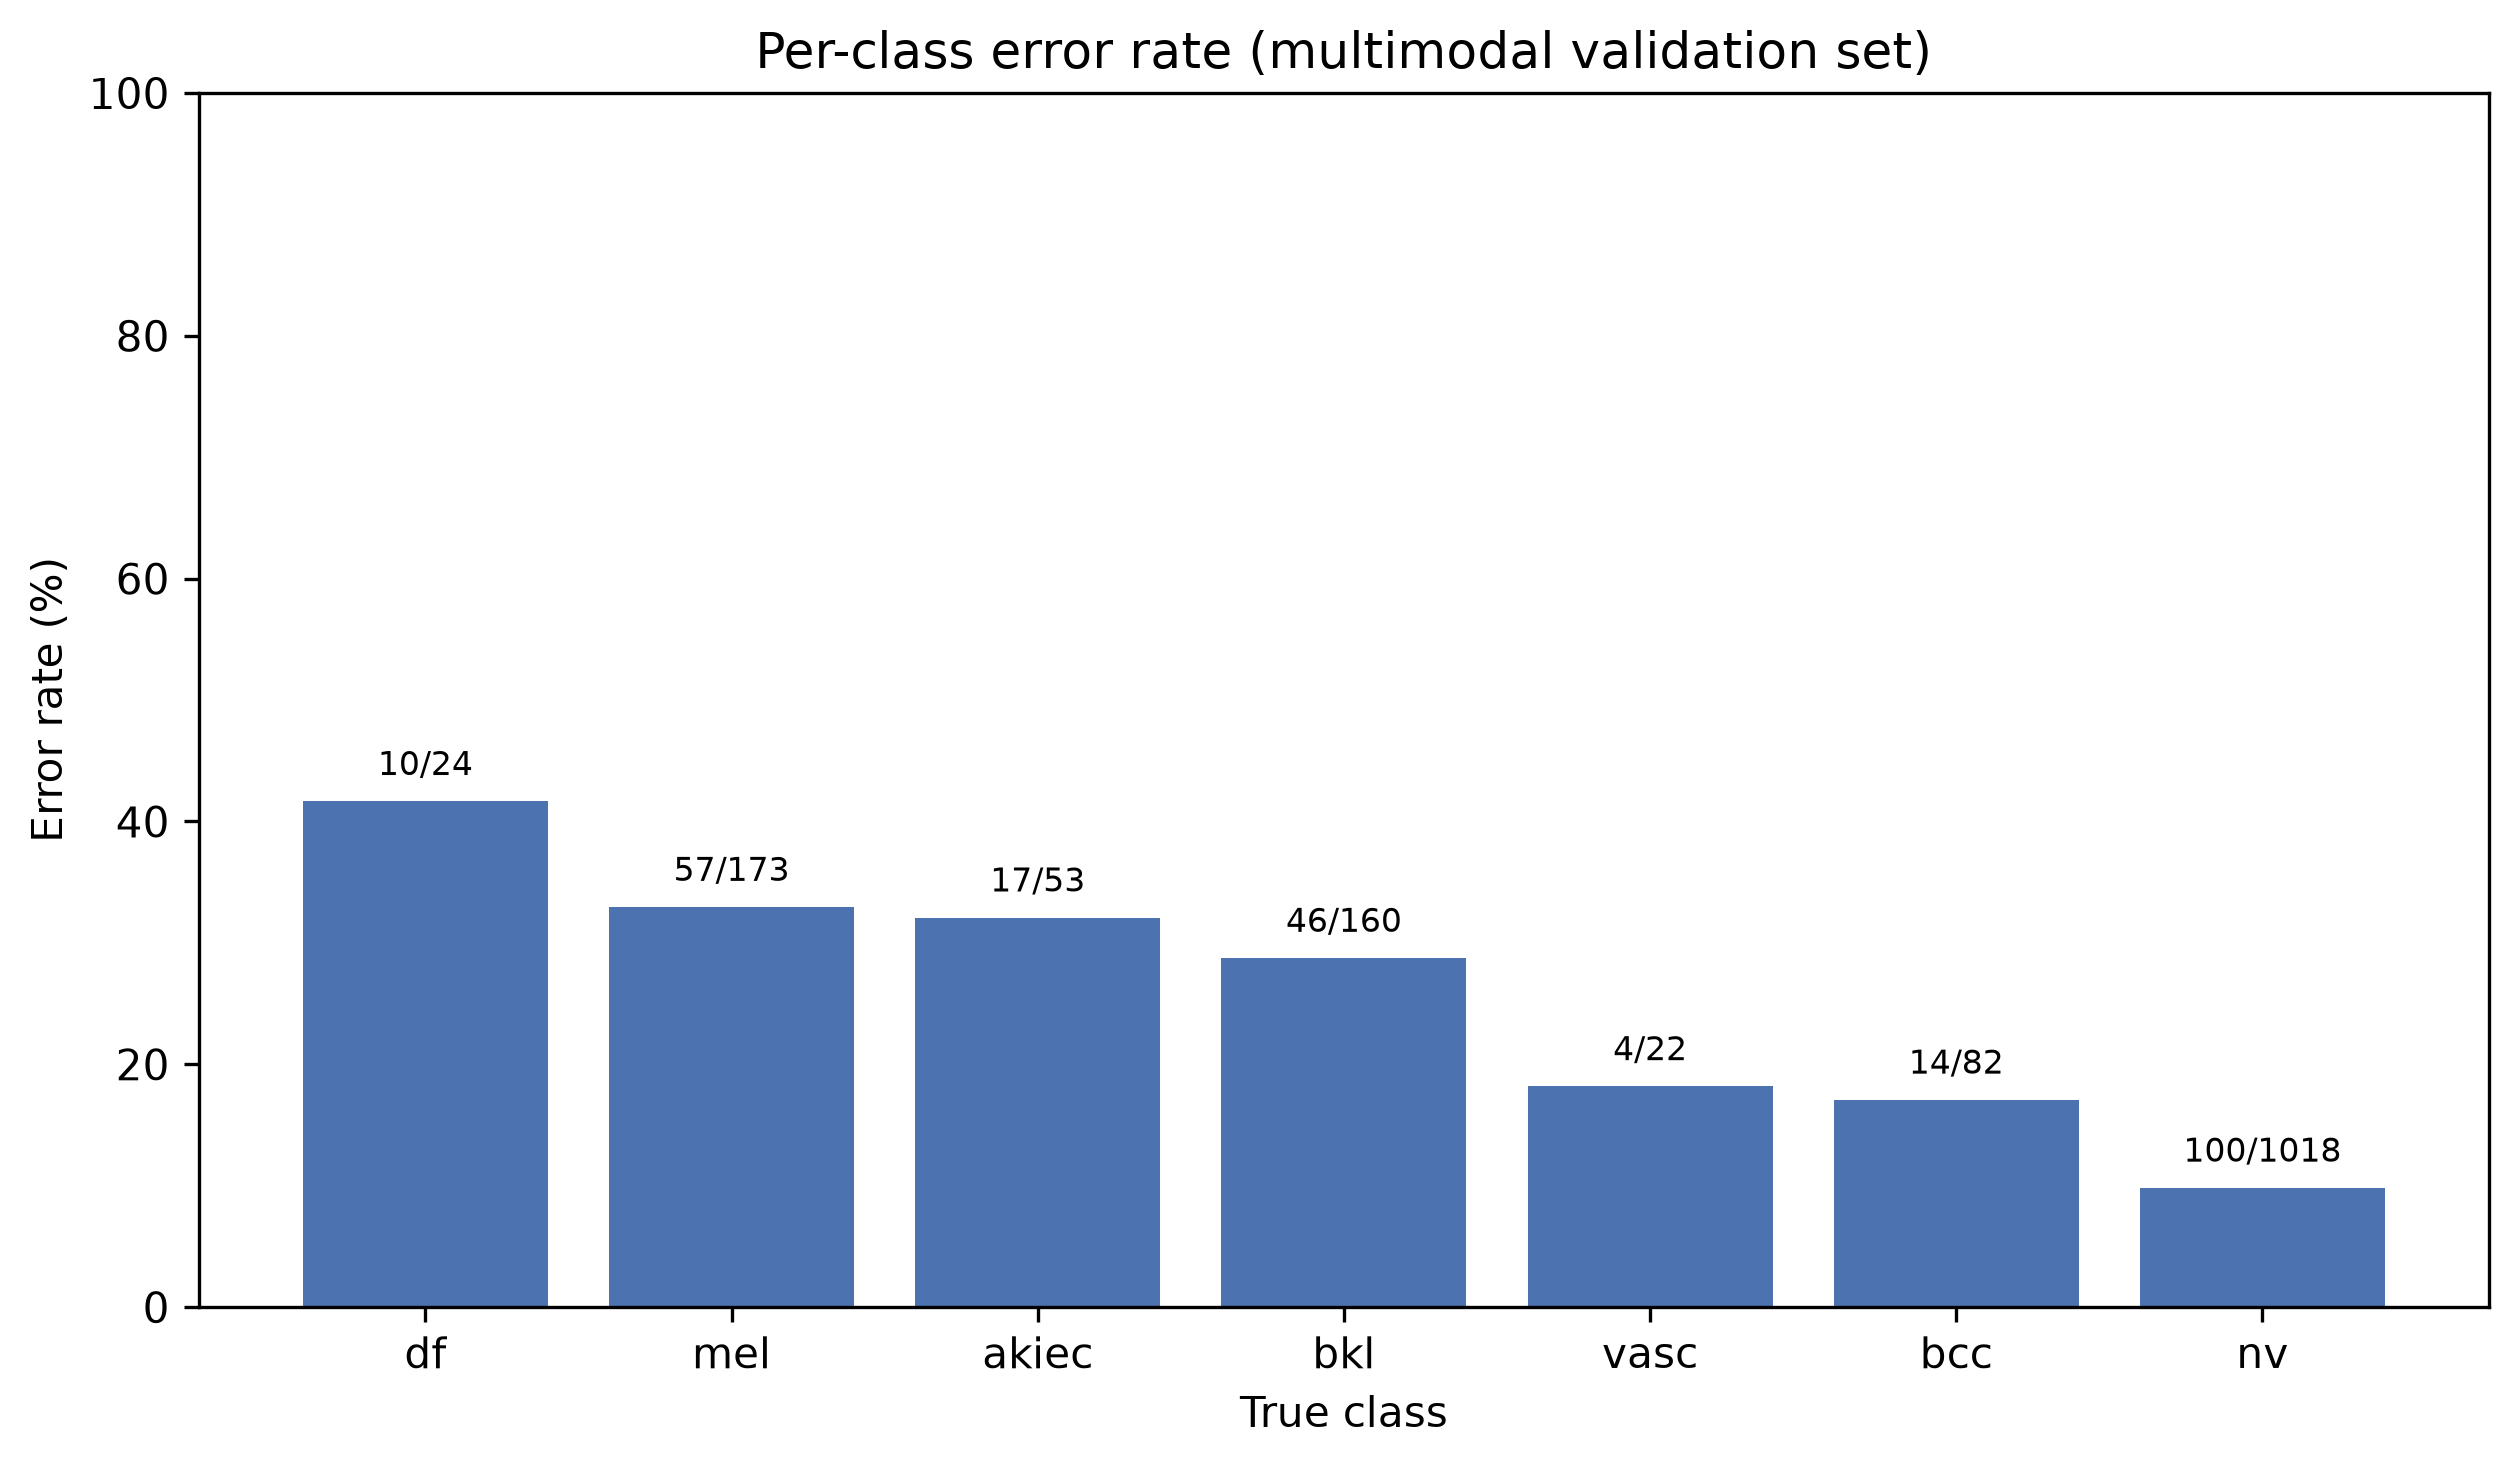 Per-class error rate (multimodal validation set)
Error rate (%)
100
80
60
40
20
0
10/24
57/173
17/53
46/160
4/22
14/82
100/1018
df
mel
akiec
bkl
vasc
bcc
nv
True class